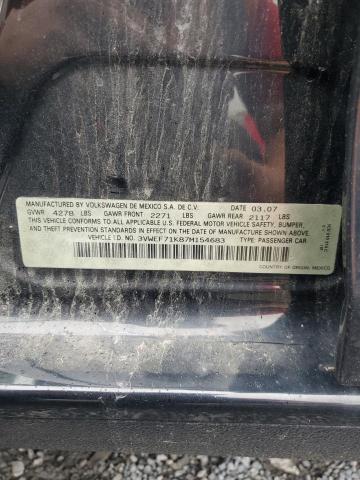 MANUFACTURED BY VOLKSWAGEN DE MEXICO S.A. DE C.V. DATE 03.07
GVWR 4278 LBS GAWR FRONT 2271 LBS GAWR REAR 2117 LBS
THIS VEHICLE CONFORMS TO ALL APPLICABLE U.S. FEDERAL MOTOR VEHICLE SAFETY, BUMPER,
AND THEFT PREVENTION STANDARDS IN EFFECT ON THE DATE OF MANUFACTURE SHOWN ABOVE.
VEHICLE I.D. NO: 3VWEF71K87M154683 TYPE: PASSENGER CAR
COUNTRY OF ORIGIN: MEXICO